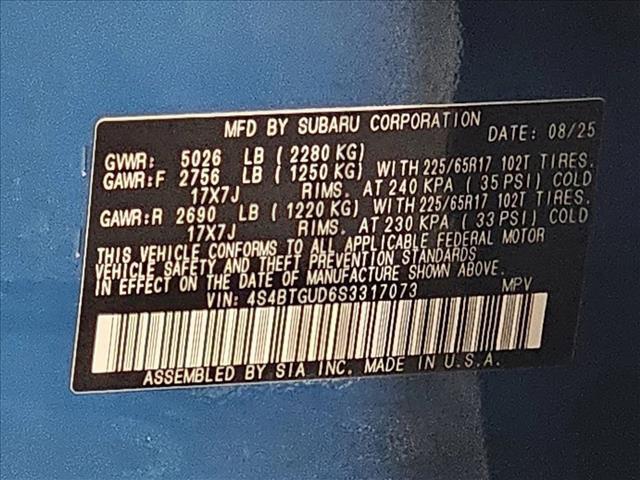 MFD BY SUBARU CORPORATION DATE: 08/25
GVWR: 5026 LB (2280 KG)
GAWR:F 2756 LB (1250 KG) WITH 225/65R17 102T TIRES.
17X7J RIMS. AT 240 KPA (35 PSI) COLD
GAWR:R 2690 LB (1220 KG) WITH 225/65R17 102T TIRES.
17X7J RIMS. AT 230 KPA (33 PSI) COLD
THIS VEHICLE CONFORMS TO ALL APPLICABLE FEDERAL MOTOR
VEHICLE SAFETY AND THEFT PREVENTION STANDARDS
IN EFFECT ON THE DATE OF MANUFACTURE SHOWN ABOVE.
VIN: 4S4BTGUD6S3317073 MPV
ASSEMBLED BY SIA INC. MADE IN U.S.A.